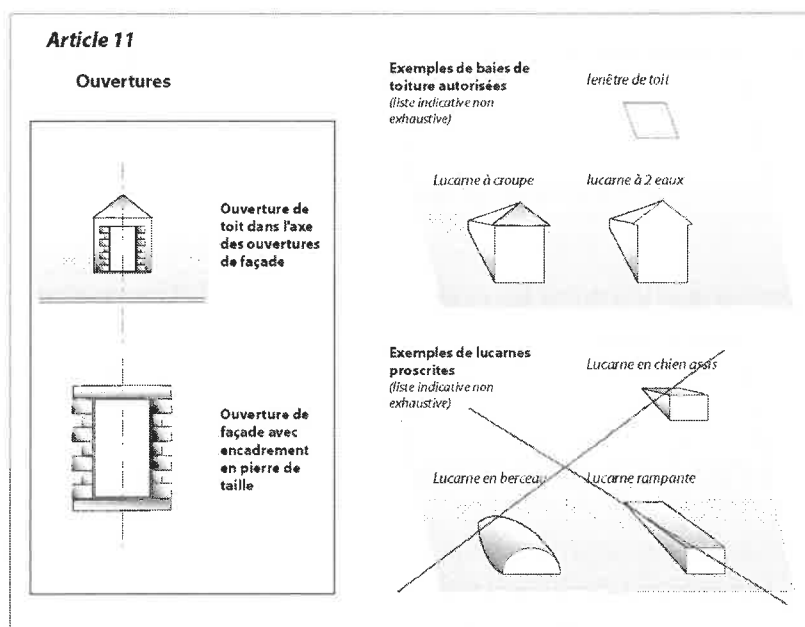 Article 11
Ouvertures
Ouverture de
toit dans l'axe
des ouvertures
de façade
Ouverture de
façade avec
encadrement
en pierre de
taille
Exemples de baies de
toiture autorisées
(liste indicative non
exhaustive)
fenêtre de toit
Lucarne à croupe
lucarne à 2 eaux
Exemples de lucarnes
proscrites
(liste indicative non
exhaustive)
Lucarne en chien assis
Lucarne en berceau
Lucarne rampante